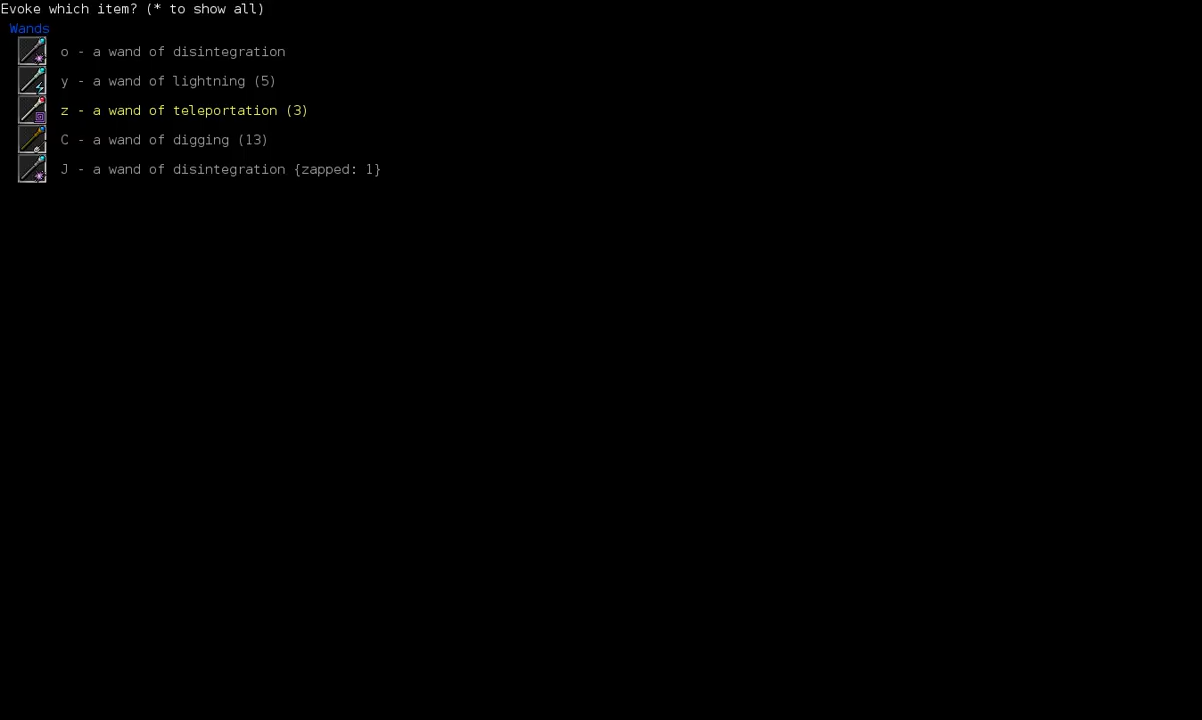 Evoke which item? (* to show all)
Wands
o - a wand of disintegration
y - a wand of lightning (5)
z - a wand of teleportation (3)
C - a wand of digging (13)
J - a wand of disintegration {zapped: 1}